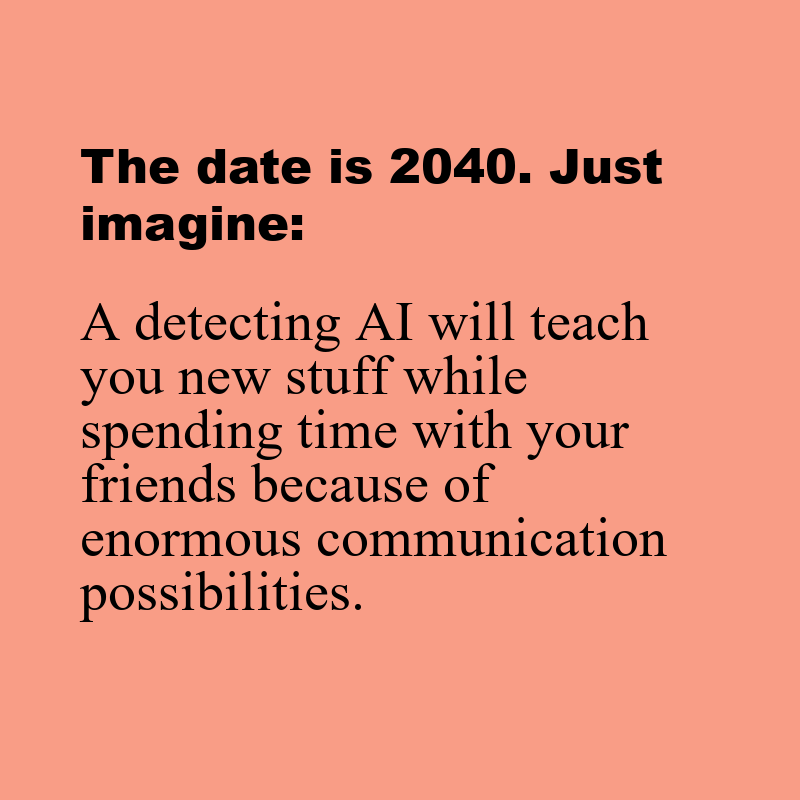 The date is 2040. Just
imagine:
A detecting AI will teach
you new stuff while
spending time with your
friends because of
enormous communication
possibilities.